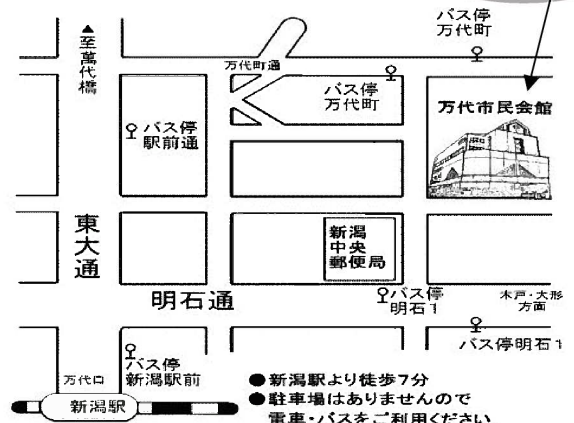 バス停
万代町
▲至萬代橋
万代町通
バス停
万代町
万代市民会館
バス停
駅前通
東大通
新潟
中央
郵便局
明石通
バス停
明石1
木戸・大形
方面
バス停明石1
バス停
新潟駅前
万代口
新潟駅
●新潟駅より徒歩7分
●駐車場はありませんので
電車・バスをご利用ください